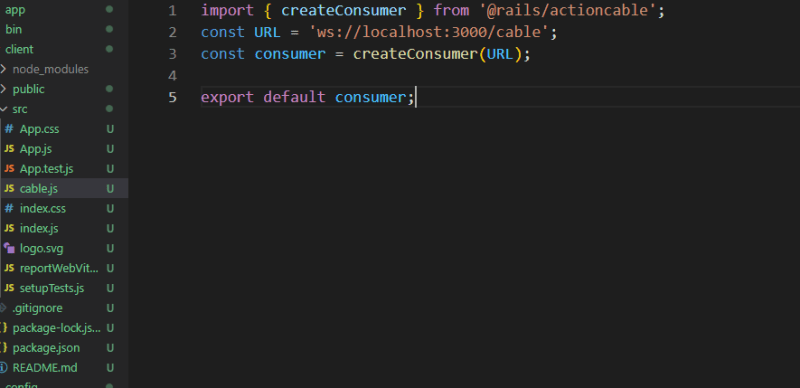 app
bin
client
node_modules
public
src
# App.css U
JS App.js U
JS App.test.js U
JS cable.js U
# index.css U
JS index.js U
logo.svg U
JS reportWebVit... U
JS setupTests.js U
.gitignore U
{} package-lock.js... U
{} package.json U
README.md U
config
1 import { createConsumer } from '@rails/actioncable';
2 const URL = 'ws://localhost:3000/cable';
3 const consumer = createConsumer(URL);
4
5 export default consumer;